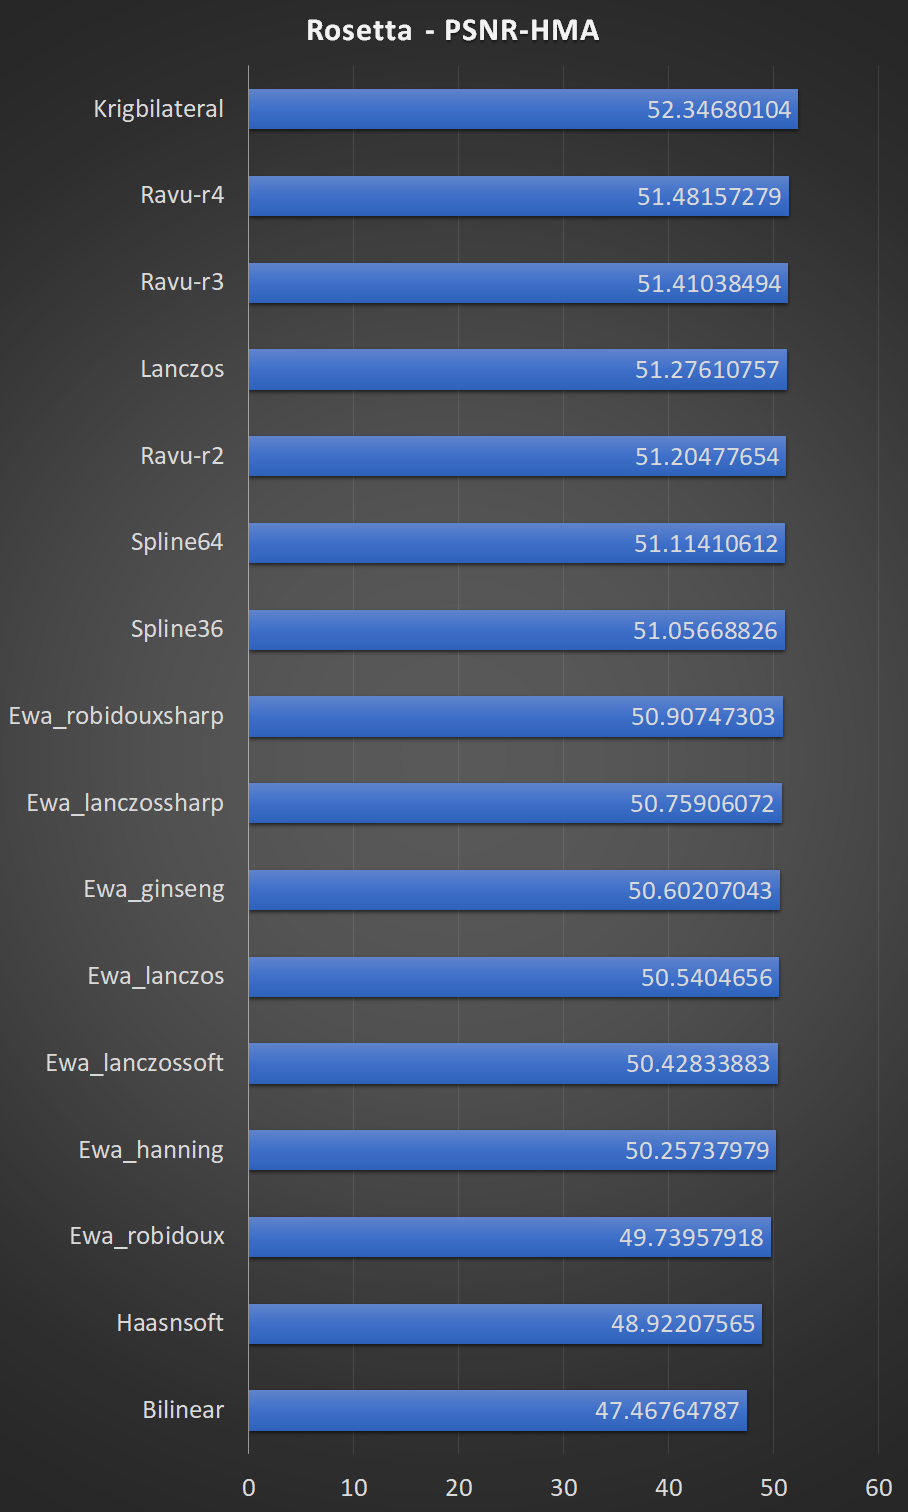 Rosetta - PSNR-HMA
Krigbilateral 52.34680104
Ravu-r4 51.48157279
Ravu-r3 51.41038494
Lanczos 51.27610757
Ravu-r2 51.20477654
Spline64 51.11410612
Spline36 51.05668826
Ewa_robidouxsharp 50.90747303
Ewa_lanczossharp 50.75906072
Ewa_ginseng 50.60207043
Ewa_lanczos 50.5404656
Ewa_lanczossoft 50.42833883
Ewa_hanning 50.25737979
Ewa_robidoux 49.73957918
Haasnsoft 48.92207565
Bilinear 47.46764787
0 10 20 30 40 50 60